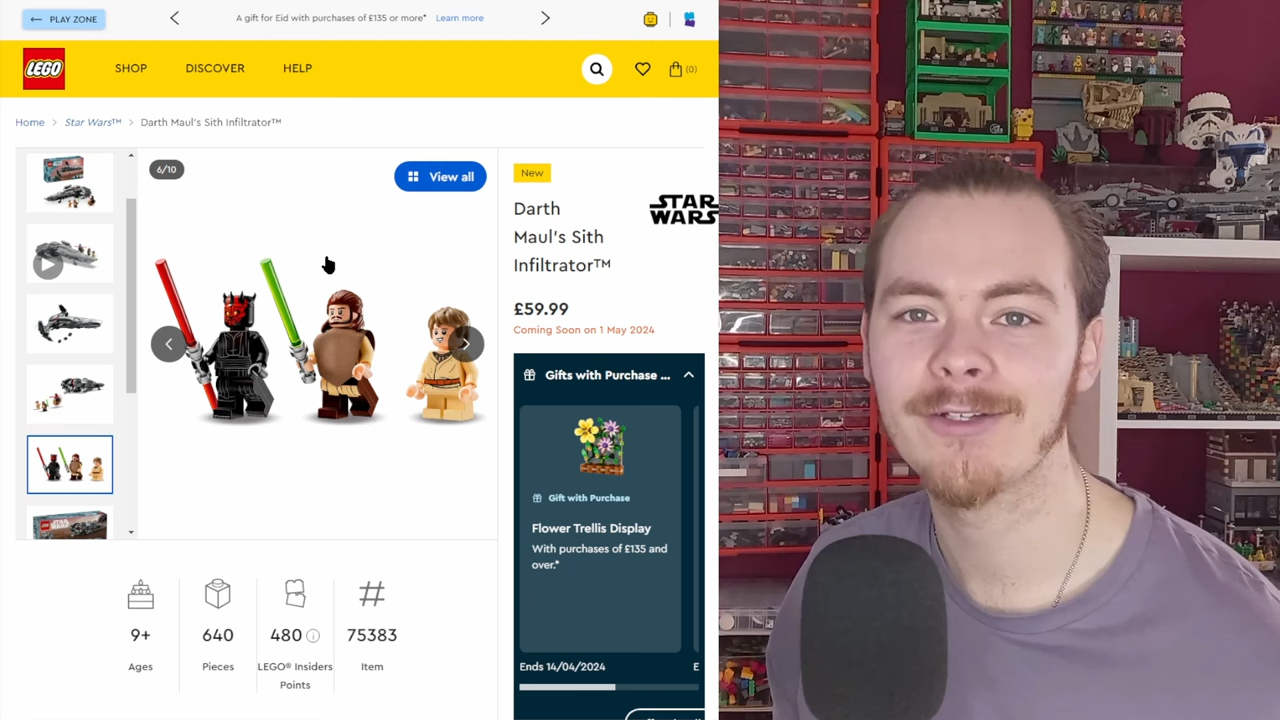 ← PLAY ZONE
A gift for Eid with purchases of £135 or more* Learn more
LEGO
SHOP DISCOVER HELP
(0)
Home > Star Wars™ > Darth Maul's Sith Infiltrator™
6/10
View all
New
Darth
Maul's Sith
Infiltrator™
STAR
WARS
£59.99
Coming Soon on 1 May 2024
Gifts with Purchase ...
Gift with Purchase
Flower Trellis Display
With purchases of £135 and
over.*
Ends 14/04/2024
E
9+
Ages
640
Pieces
480
LEGO® Insiders
Points
#
75383
Item